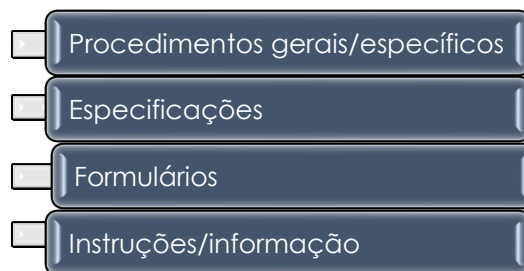 Procedimentos gerais/específicos
Especificações
Formulários
Instruções/informação